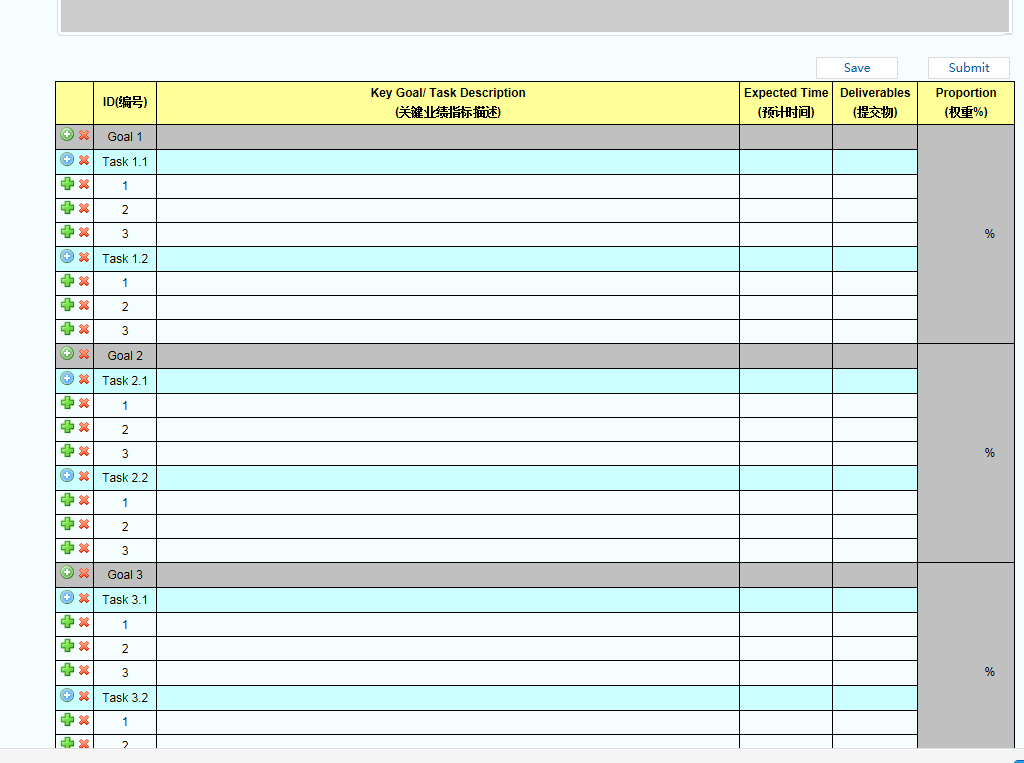 Save Submit
ID(编号) Key Goal/ Task Description Expected Time Deliverables Proportion
(关键业绩指标描述) (预计时间) (提交物) (权重%)
Goal 1
Task 1.1
1
2
3 %
Task 1.2
1
2
3
Goal 2
Task 2.1
1
2
3 %
Task 2.2
1
2
3
Goal 3
Task 3.1
1
2
3 %
Task 3.2
1
2